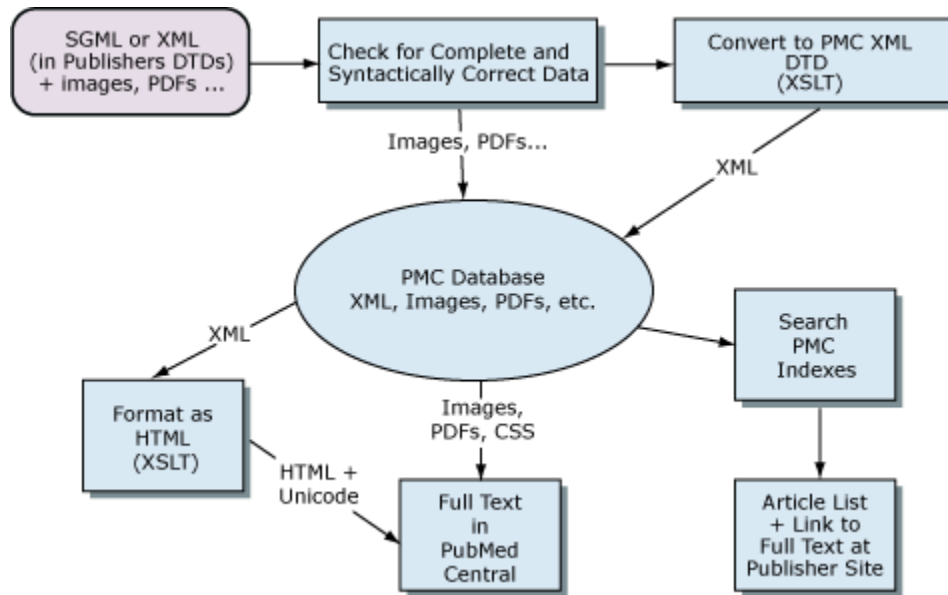 SGML or XML
(in Publishers DTDs)
+ images, PDFs ...
Check for Complete and
Syntactically Correct Data
Convert to PMC XML
DTD
(XSLT)
Images, PDFs...
XML
PMC Database
XML, Images, PDFs, etc.
XML
Search
PMC
Indexes
Format as
HTML
(XSLT)
Images,
PDFs, CSS
HTML +
Unicode
Full Text
in
PubMed
Central
Article List
+ Link to
Full Text at
Publisher Site